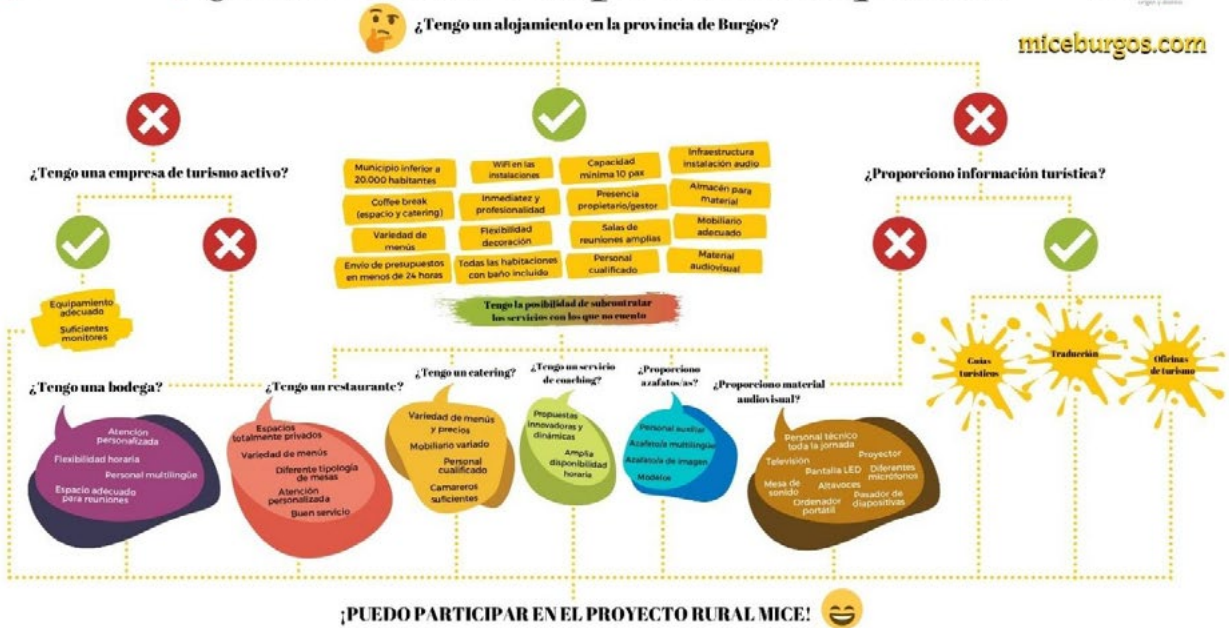 ¿Tengo un alojamiento en la provincia de Burgos?
miceburgos.com
¿Tengo una empresa de turismo activo?
¿Proporciono información turística?
Municipio inferior a
20.000 habitantes
WiFi en las
instalaciones
Capacidad
mínima 10 pax
Infraestructura
instalación audio
Coffee break
(espacio y catering)
Inmediatez y
profesionalidad
Presencia
propietario/gestor
Almacén para
material
Variedad de
menús
Flexibilidad
decoración
Salas de
reuniones amplias
Mobiliario
adecuado
Envío de presupuestos
en menos de 24 horas
Todas las habitaciones
con baño incluido
Personal
cualificado
Material
audiovisual
Tengo la posibilidad de subcontratar
los servicios con los que no cuento
Equipamiento
adecuado
Suficientes
monitores
Guías
turísticos
Traducción
Oficinas
de turismo
¿Tengo una bodega?
Atención
personalizada
Flexibilidad horaria
Personal multilingüe
Espacio adecuado
para reuniones
¿Tengo un restaurante?
Espacios
totalmente privados
Variedad de menús
Diferente tipología
de mesas
Atención
personalizada
Buen servicio
¿Tengo un catering?
Variedad de menús
y precios
Mobiliario variado
Personal
cualificado
Camareros
suficientes
¿Tengo un servicio
de coaching?
Propuestas
innovadoras y
dinámicas
Amplia
disponibilidad
horaria
¿Proporciono
azafatos/as?
Personal auxiliar
Azafato/a multilingüe
Azafato/a de imagen
Modelos
¿Proporciono material
audiovisual?
Personal técnico
toda la jornada
Proyector
Televisión
Pantalla LED
Diferentes
micrófonos
Mesa de
sonido
Altavoces
Ordenador
portátil
Pasador de
diapositivas
¡PUEDO PARTICIPAR EN EL PROYECTO RURAL MICE!